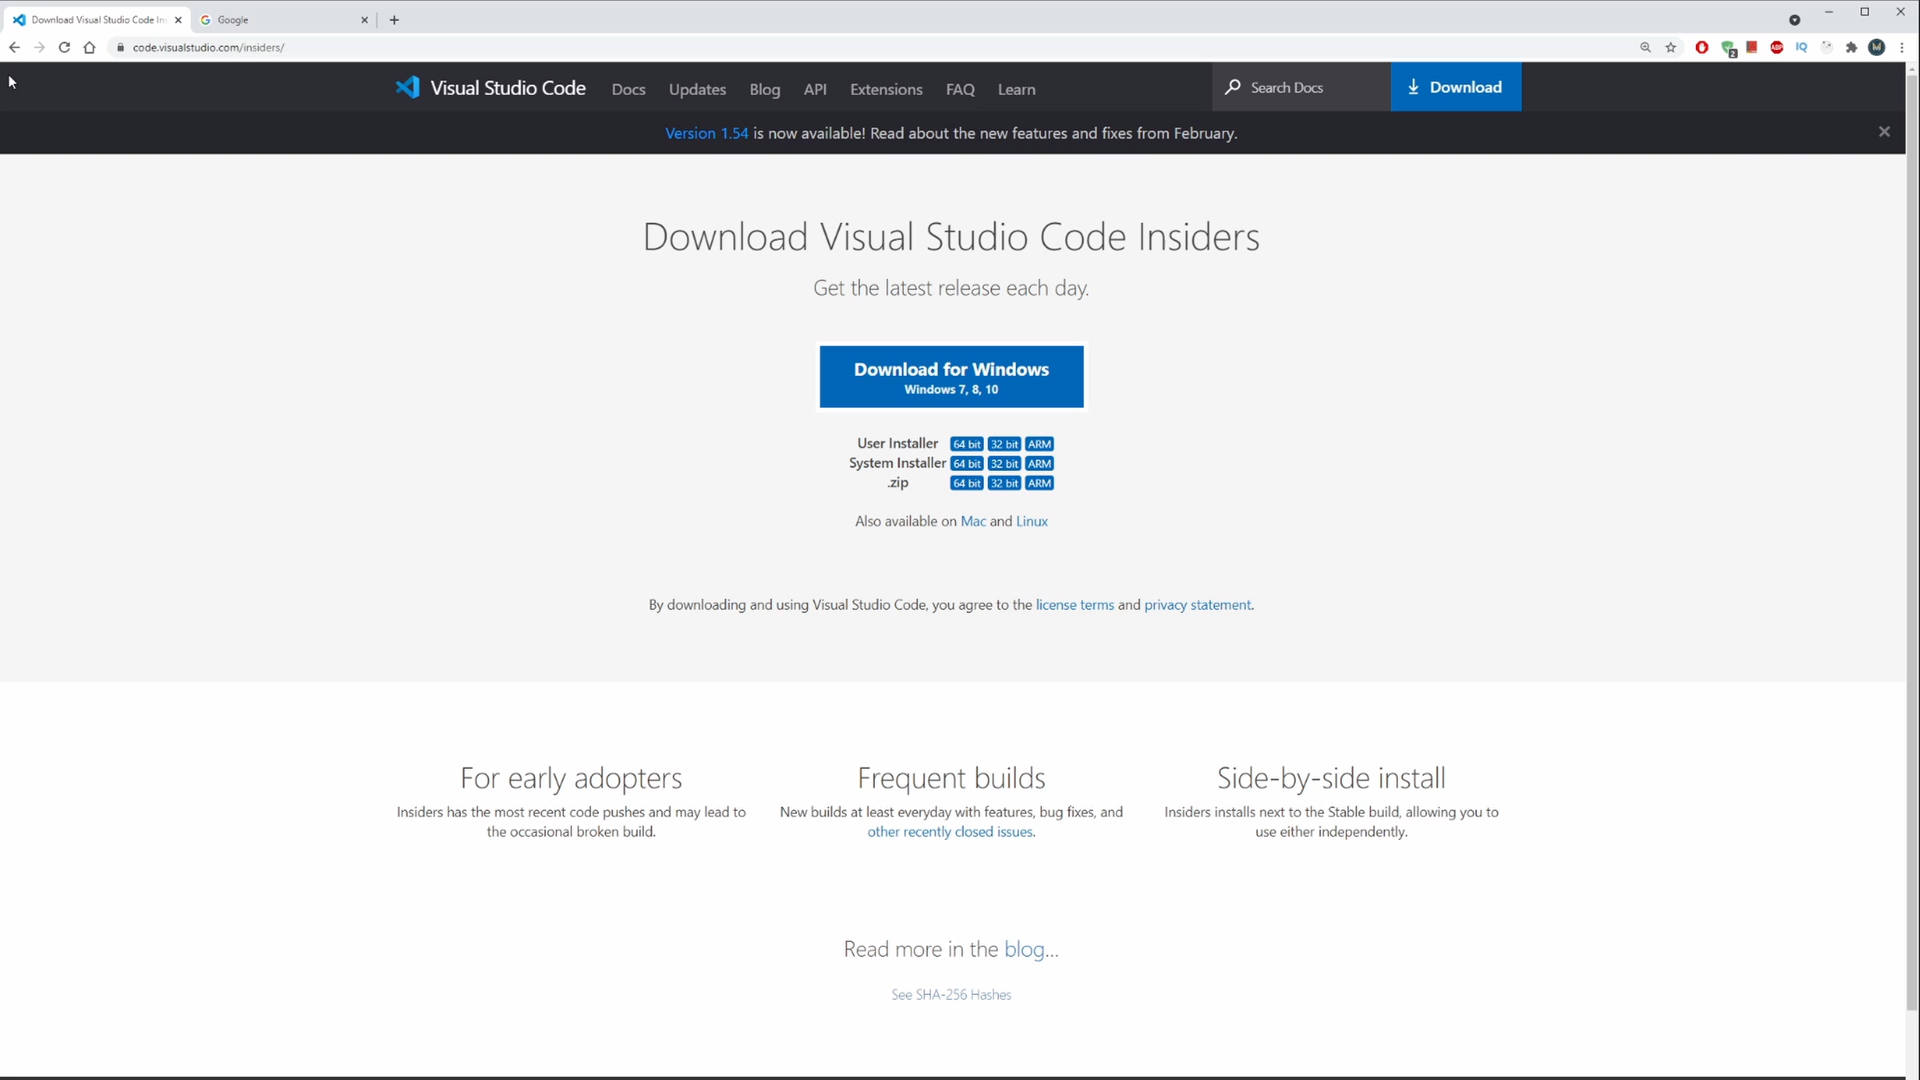 Download Visual Studio Code In
Google
code.visualstudio.com/insiders/
2
ABP
IQ
Visual Studio Code
Docs
Updates
Blog
API
Extensions
FAQ
Learn
Search Docs
Download
Version 1.54 is now available! Read about the new features and fixes from February.
Download Visual Studio Code Insiders
Get the latest release each day.
Download for Windows
Windows 7, 8, 10
User Installer 64 bit 32 bit ARM
System Installer 64 bit 32 bit ARM
.zip 64 bit 32 bit ARM
Also available on Mac and Linux
By downloading and using Visual Studio Code, you agree to the license terms and privacy statement.
For early adopters
Insiders has the most recent code pushes and may lead to
the occasional broken build.
Frequent builds
New builds at least everyday with features, bug fixes, and
other recently closed issues.
Side-by-side install
Insiders installs next to the Stable build, allowing you to
use either independently.
Read more in the blog...
See SHA-256 Hashes